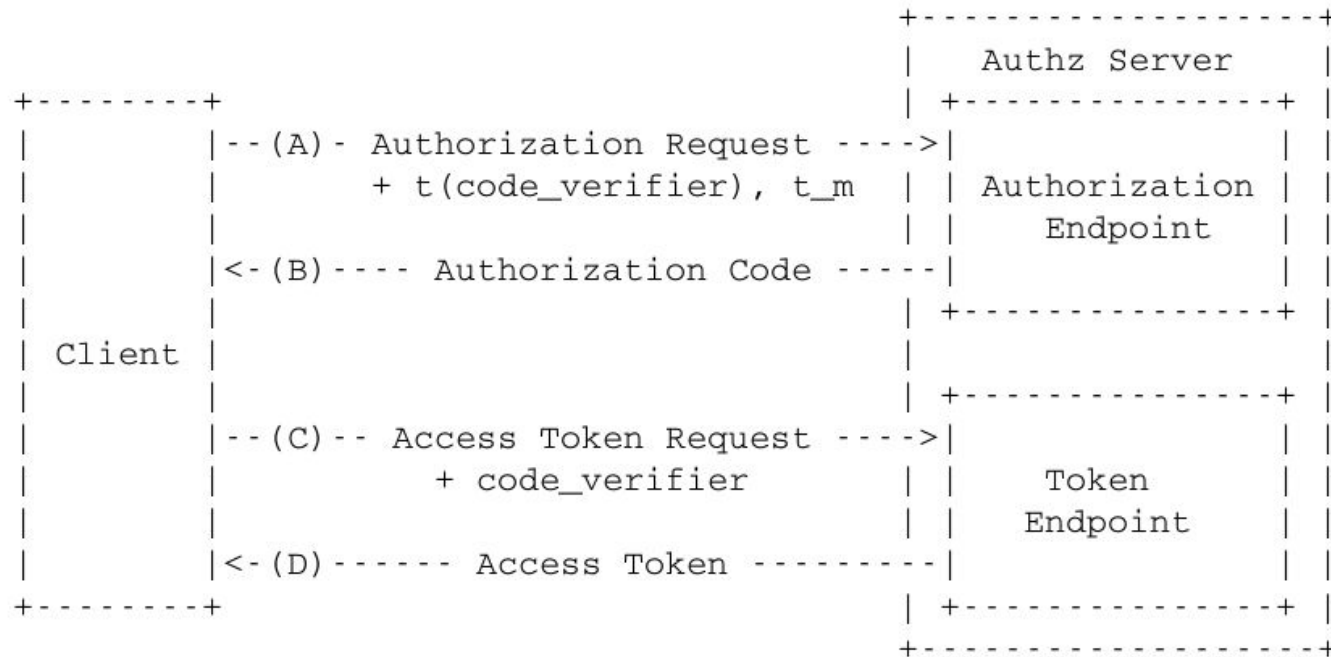 Authz Server
--(A)- Authorization Request ---->
+ t(code_verifier), t_m
Authorization
Endpoint
<-(B)---- Authorization Code -----
Client
--(C)-- Access Token Request ---->
+ code_verifier
Token
Endpoint
<-(D)------ Access Token ---------